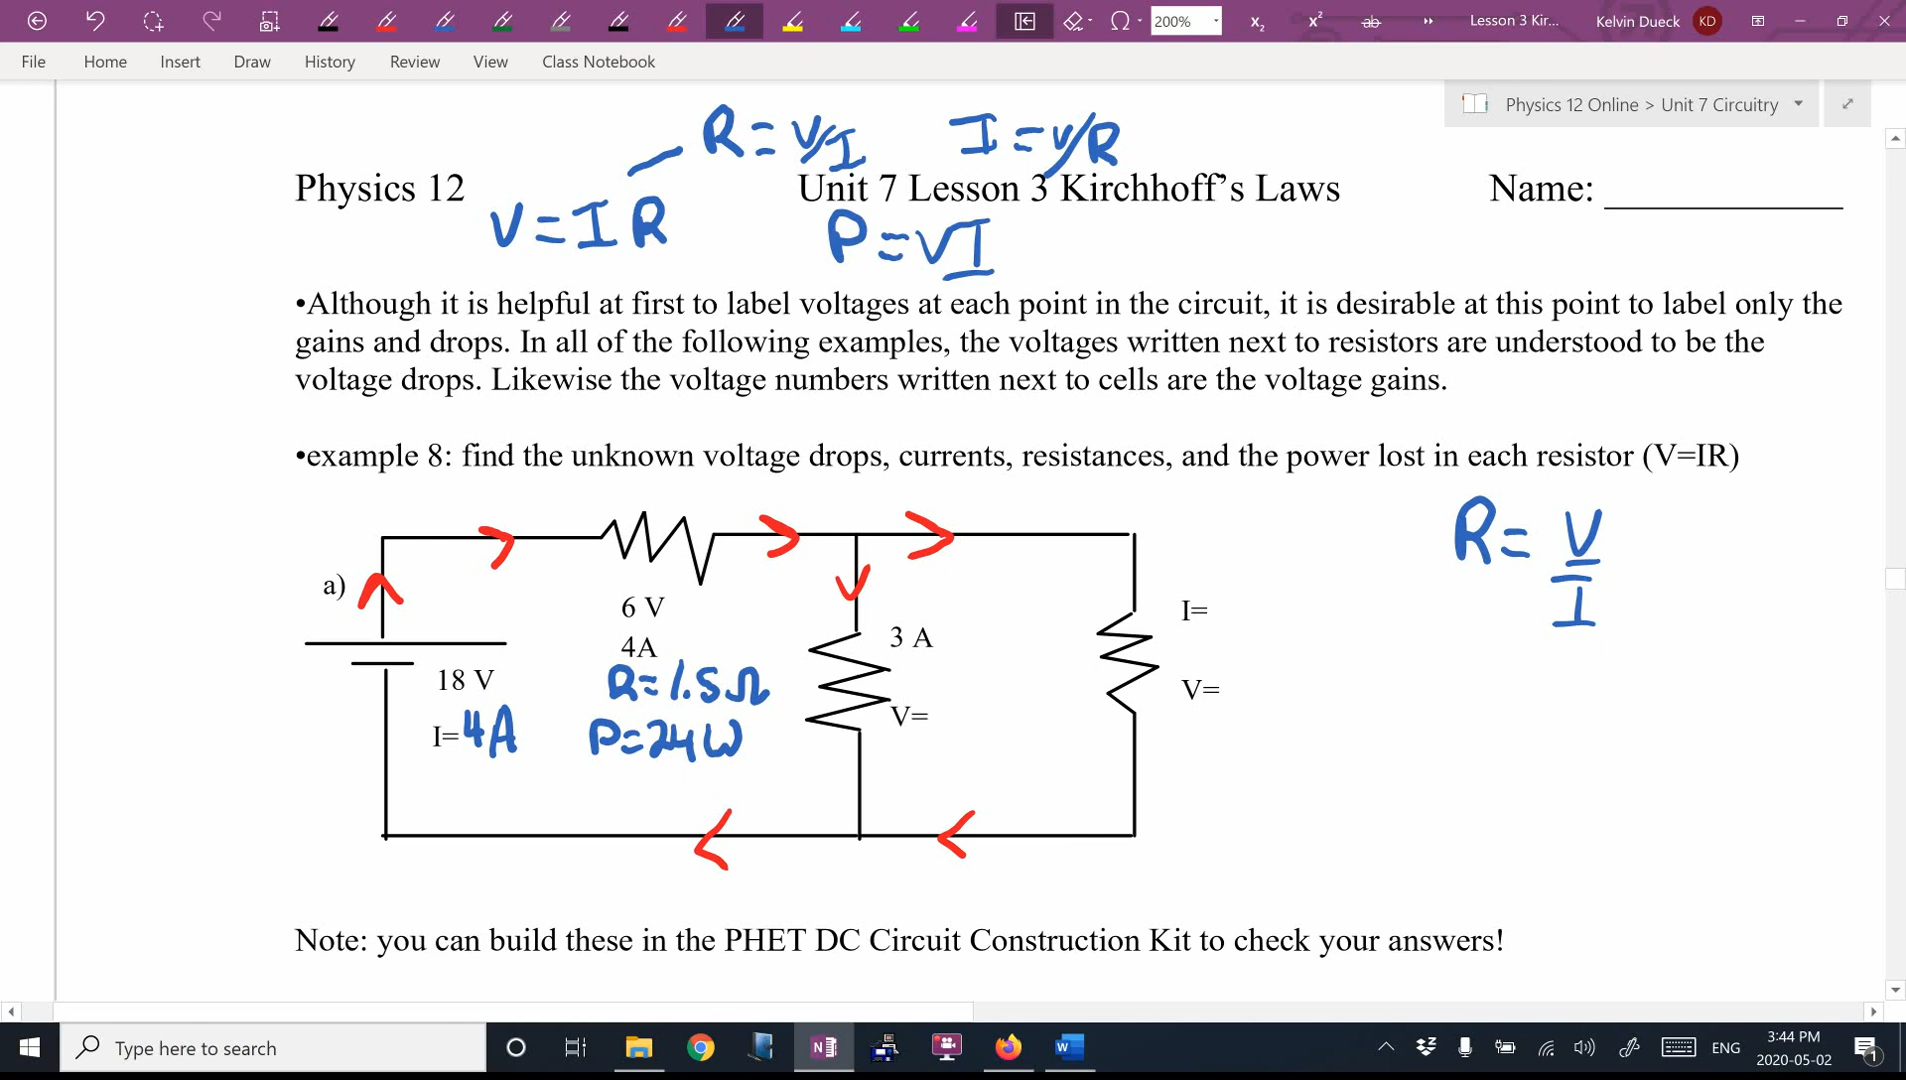 200%
x₂
x²
ab
Lesson 3 Kir...
Kelvin Dueck
KD
File
Home
Insert
Draw
History
Review
View
Class Notebook
Physics 12 Online > Unit 7 Circuitry
R = V/I
I = V/R
Physics 12
Unit 7 Lesson 3 Kirchhoff’s Laws
Name: _______________
V = I R
P = VI
•Although it is helpful at first to label voltages at each point in the circuit, it is desirable at this point to label only the
gains and drops. In all of the following examples, the voltages written next to resistors are understood to be the
voltage drops. Likewise the voltage numbers written next to cells are the voltage gains.
•example 8: find the unknown voltage drops, currents, resistances, and the power lost in each resistor (V=IR)
R = V/I
a)
6 V
4A
R=1.5Ω
P=24W
18 V
I=4A
3 A
V=
I=
V=
Note: you can build these in the PHET DC Circuit Construction Kit to check your answers!
Type here to search
N
W
ENG
3:44 PM
2020-05-02
1